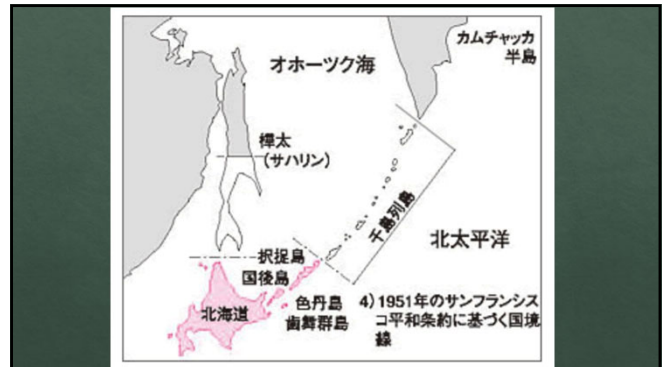 カムチャッカ
半島
オホーツク海
樺太
(サハリン)
千島列島
北太平洋
択捉島
国後島
色丹島
歯舞群島
北海道
4)1951年のサンフランシス
コ平和条約に基づく国境
線